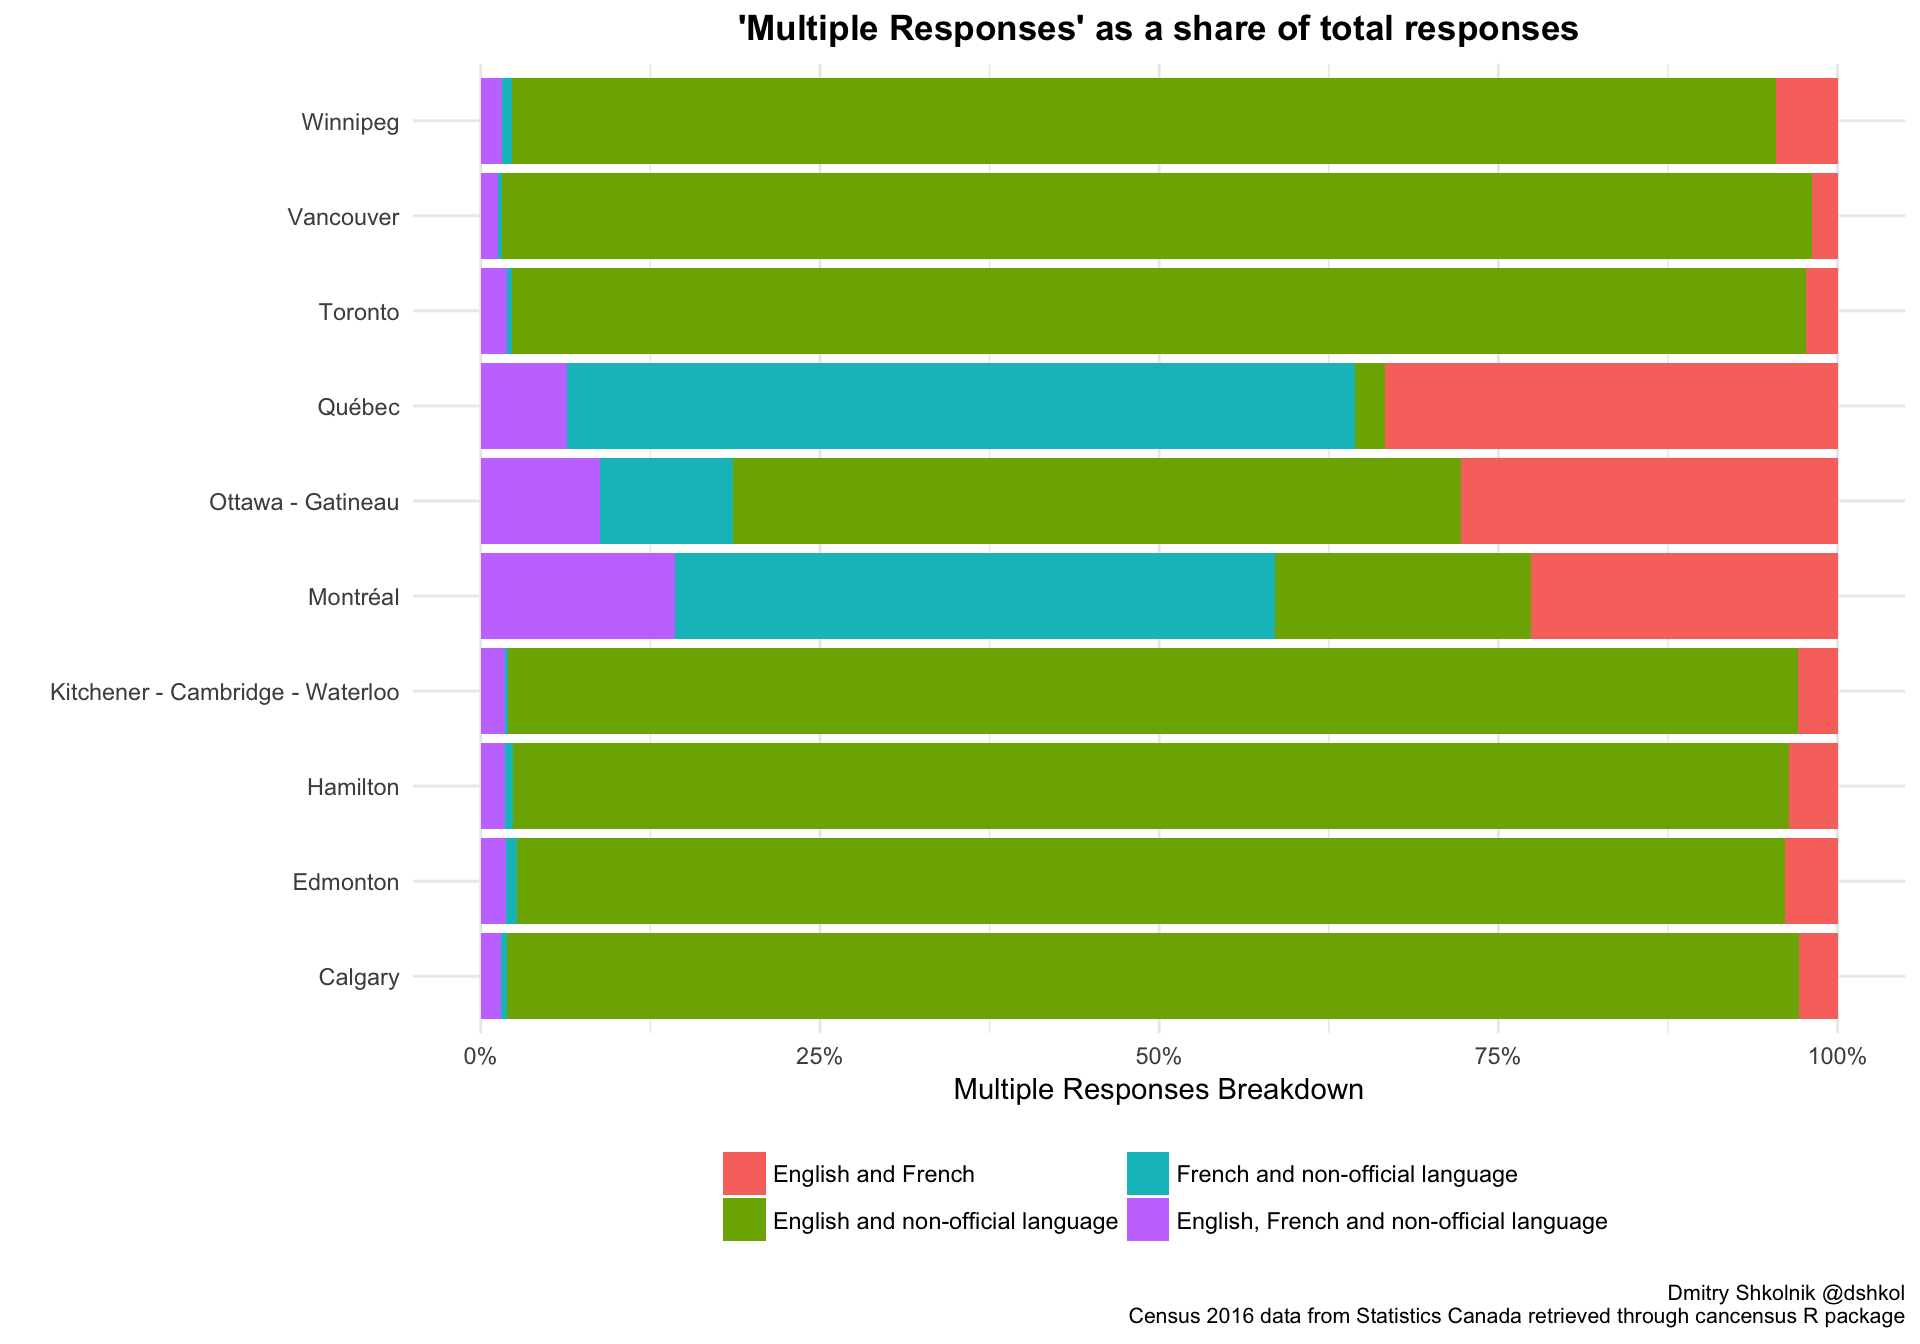 'Multiple Responses' as a share of total responses
Winnipeg
Vancouver
Toronto
Québec
Ottawa - Gatineau
Montréal
Kitchener - Cambridge - Waterloo
Hamilton
Edmonton
Calgary
0% 25% 50% 75% 100%
Multiple Responses Breakdown
English and French
French and non-official language
English and non-official language
English, French and non-official language
Dmitry Shkolnik @dshkol
Census 2016 data from Statistics Canada retrieved through cancensus R package